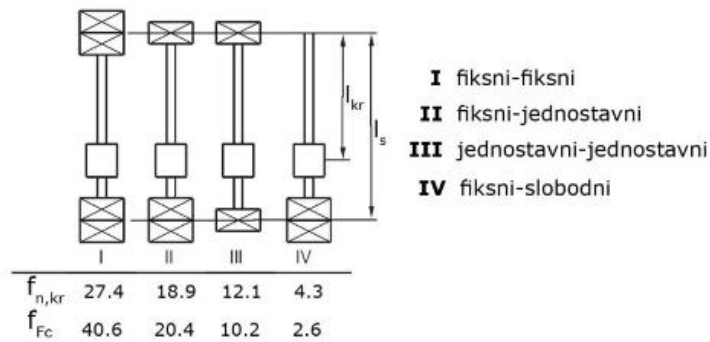 l_kr
l_s
I fiksni-fiksni
II fiksni-jednostavni
III jednostavni-jednostavni
IV fiksni-slobodni
I II III IV
f_n,kr 27.4 18.9 12.1 4.3
f_Fc 40.6 20.4 10.2 2.6